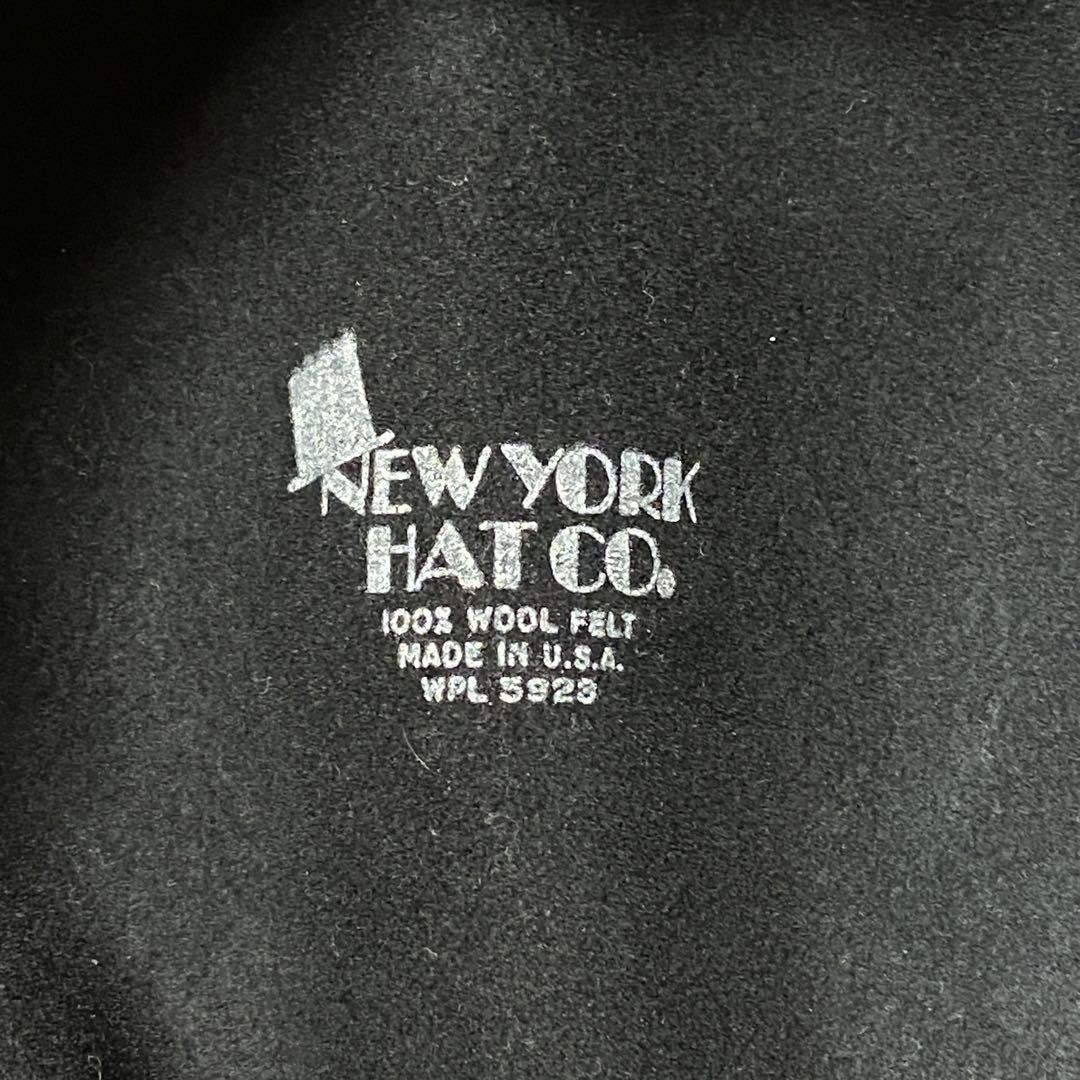 NEW YORK
HAT CO.
100% WOOL FELT
MADE IN U.S.A.
WPL 5923